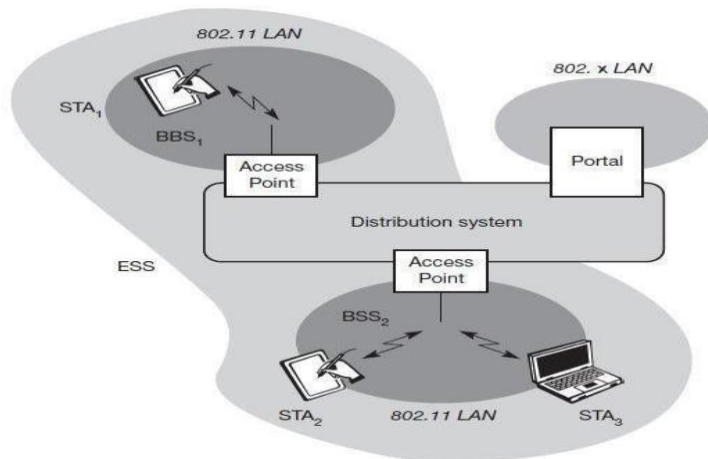 802.11 LAN
802. x LAN
STA₁
BBS₁
Access
Point
Portal
Distribution system
ESS
Access
Point
BSS₂
STA₂
802.11 LAN
STA₃